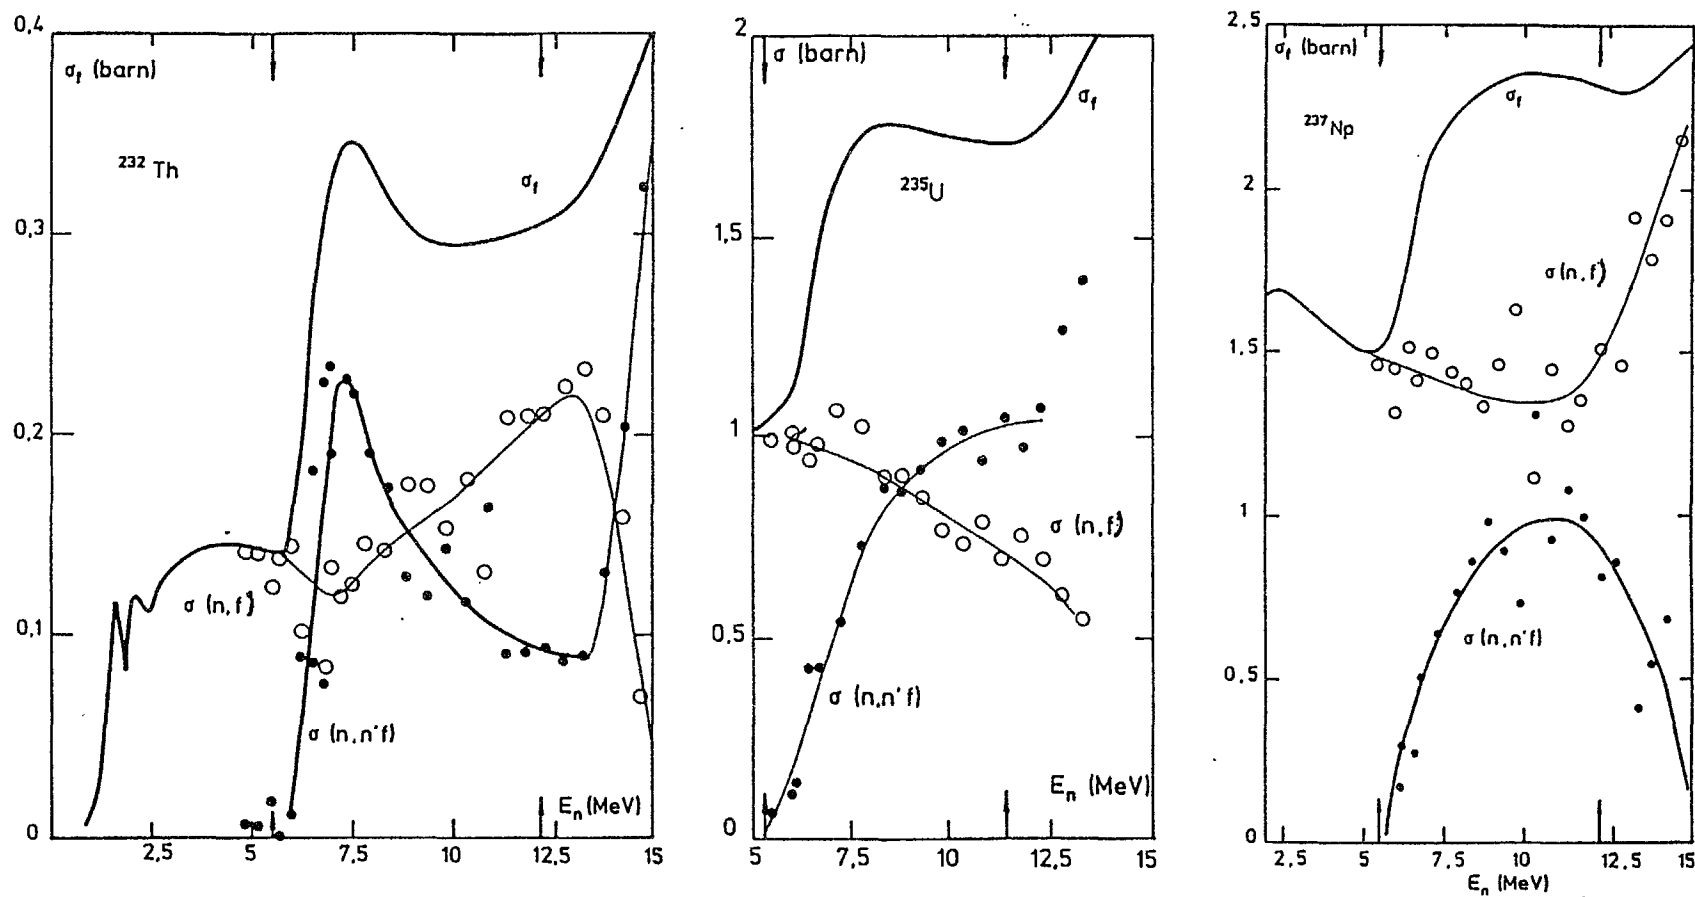 0,4
σf (barn)
232 Th
σf
0,3
0,2
σ (n,f)
0,1
σ (n,n'f)
En (MeV)
0
2,5
5
7,5
10
12,5
15
2
σ (barn)
σf
235U
1,5
1
σ (n,f)
0,5
σ (n,n'f)
En (MeV)
0
5
7,5
10
12,5
15
2,5
σf (barn)
σf
237Np
2
σ(n,f)
1,5
1
σ(n,n'f)
0,5
0
2,5
5
7,5
10
12,5
15
En (MeV)